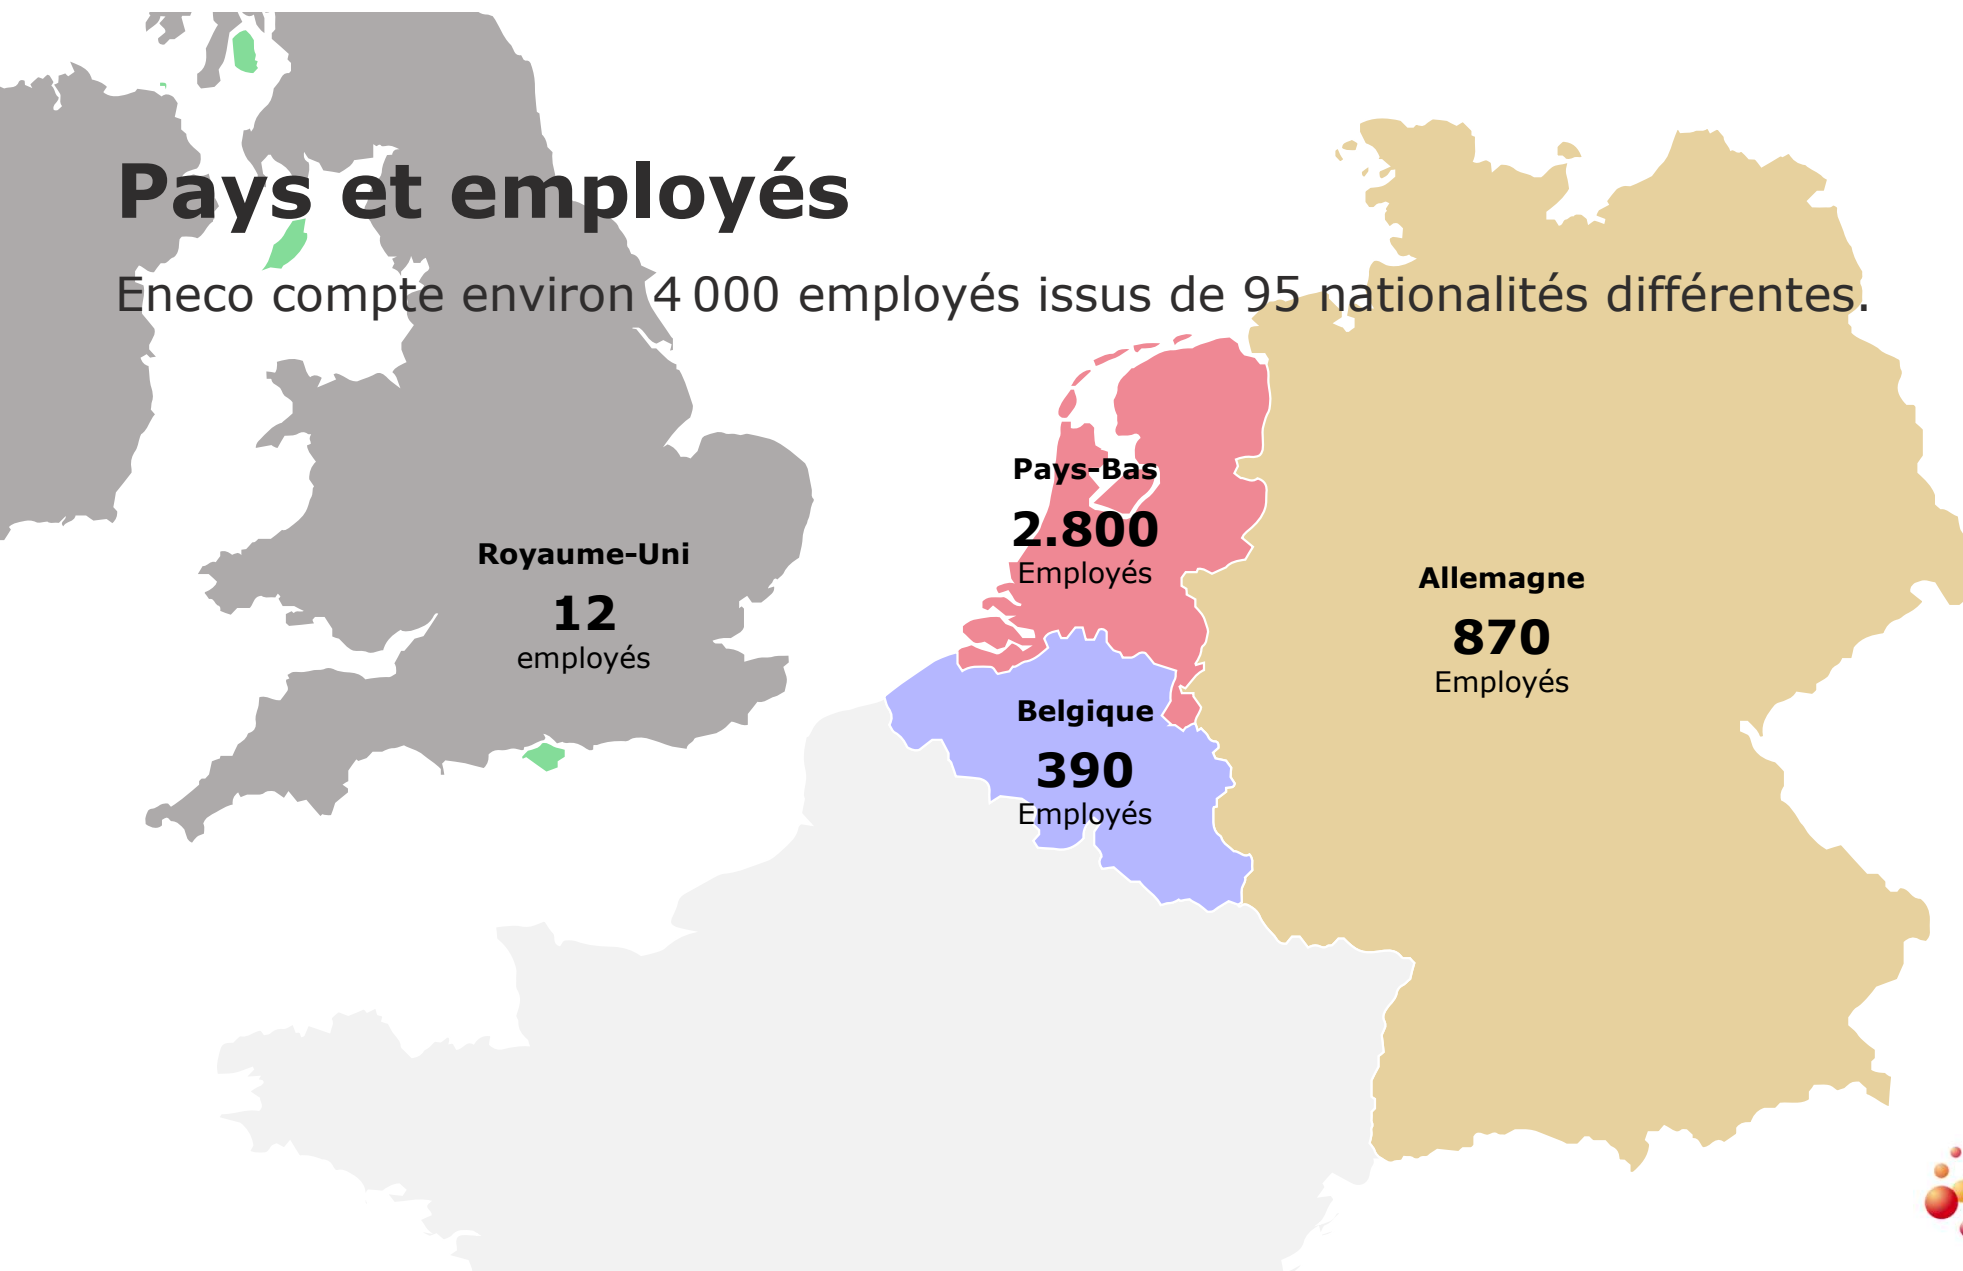 Pays et employés
Eneco compte environ 4 000 employés issus de 95 nationalités différentes.
Pays-Bas
2.800
Employés
Royaume-Uni
12
employés
Allemagne
870
Employés
Belgique
390
Employés